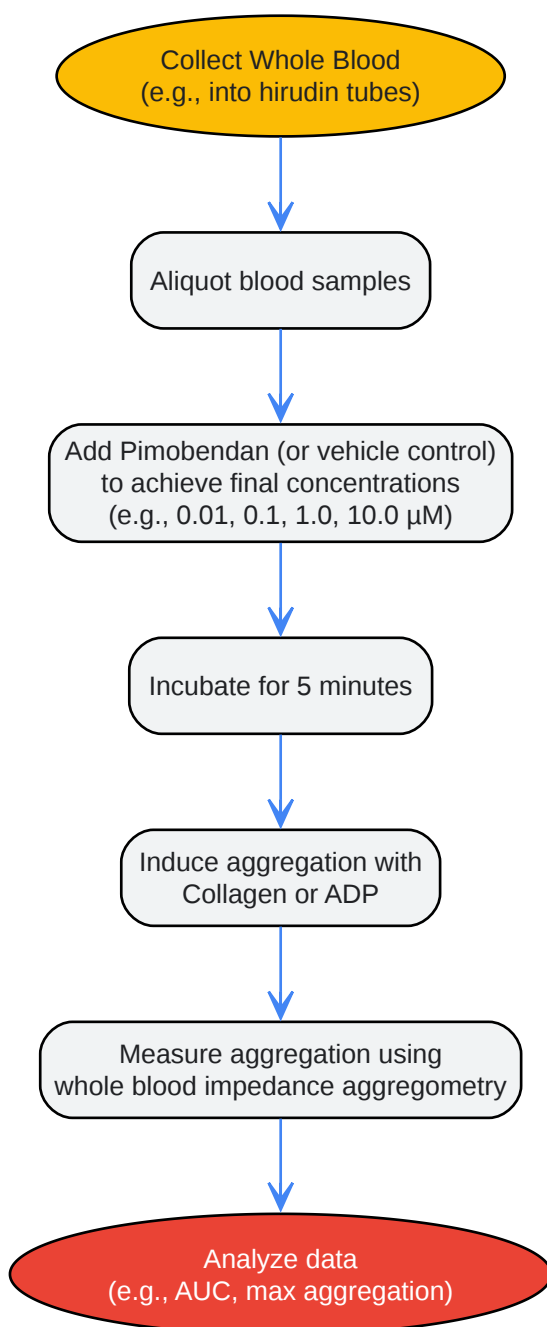 Collect Whole Blood
(e.g., into hirudin tubes)
Aliquot blood samples
Add Pimobendan (or vehicle control)
to achieve final concentrations
(e.g., 0.01, 0.1, 1.0, 10.0 µM)
Incubate for 5 minutes
Induce aggregation with
Collagen or ADP
Measure aggregation using
whole blood impedance aggregometry
Analyze data
(e.g., AUC, max aggregation)